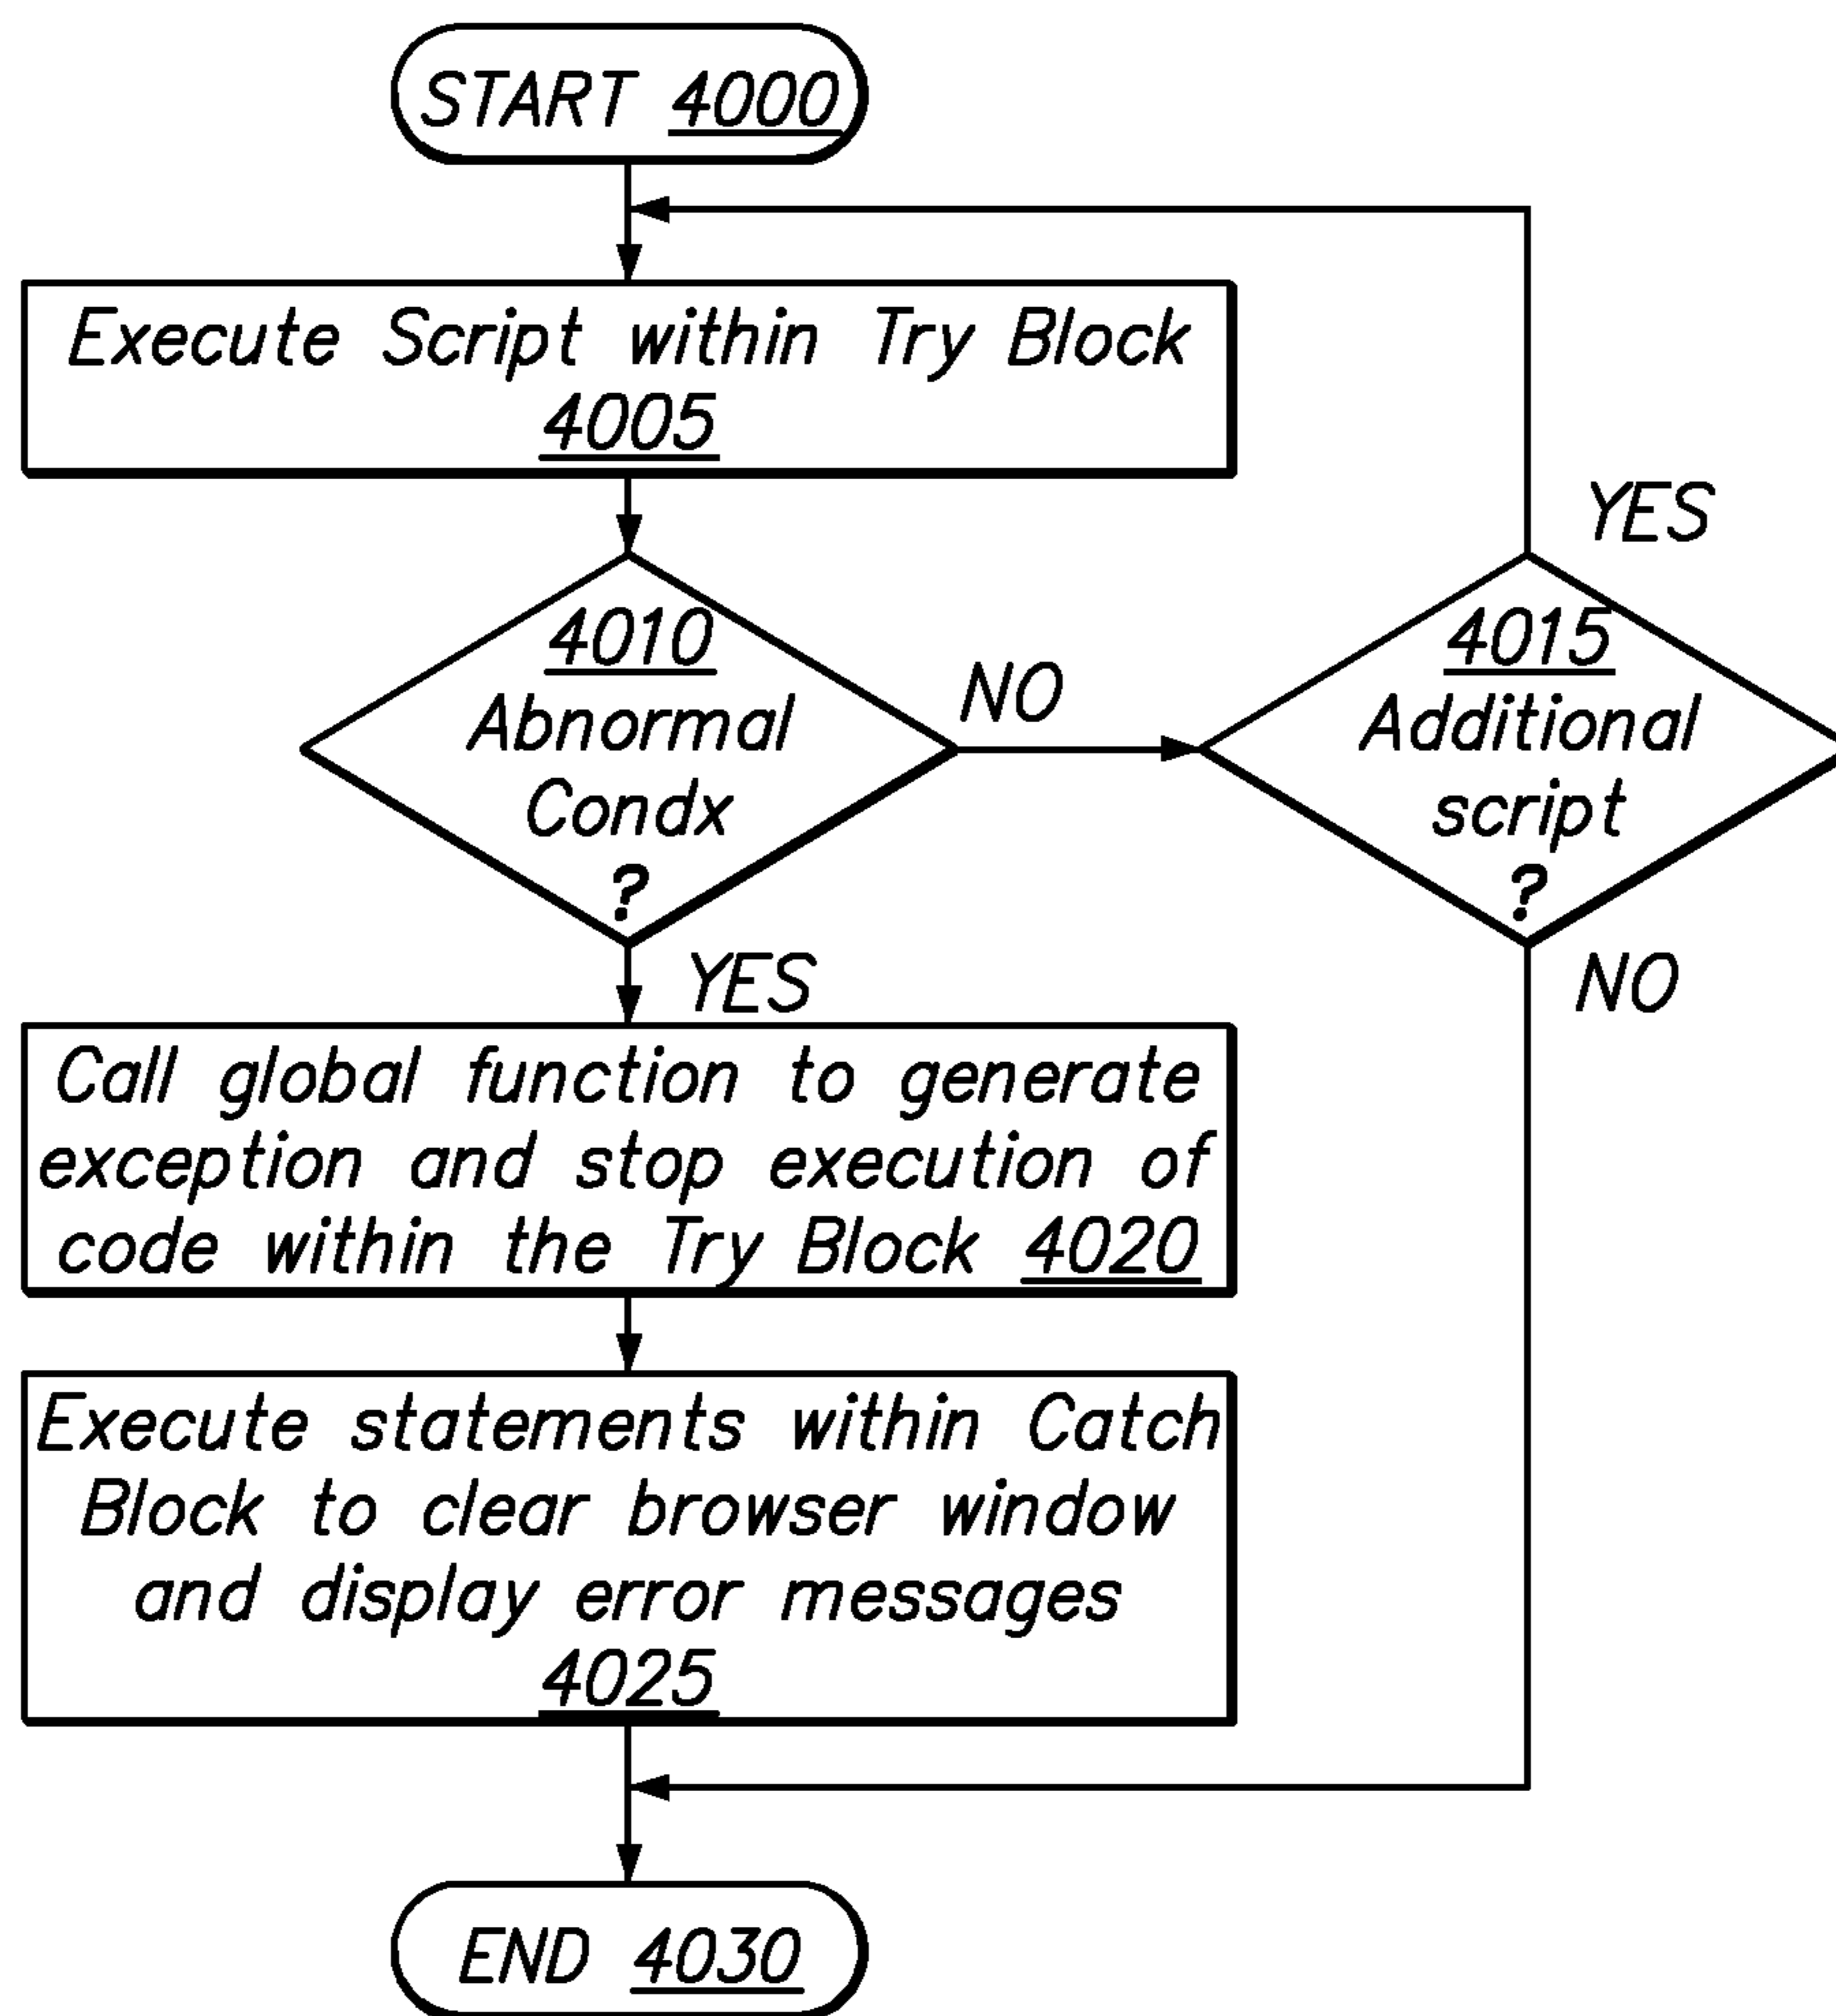 START 4000
Execute Script within Try Block
4005
YES
4010
Abnormal
Condx
?
NO
4015
Additional
script
?
YES
NO
Call global function to generate
exception and stop execution of
code within the Try Block 4020
Execute statements within Catch
Block to clear browser window
and display error messages
4025
END 4030